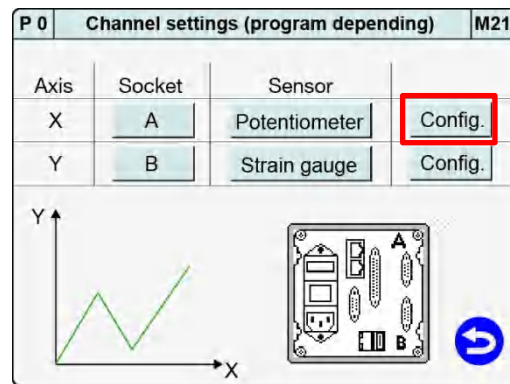 P 0 Channel settings (program depending) M21
Axis Socket Sensor
X A Potentiometer Config.
Y B Strain gauge Config.
Y
A
B
X